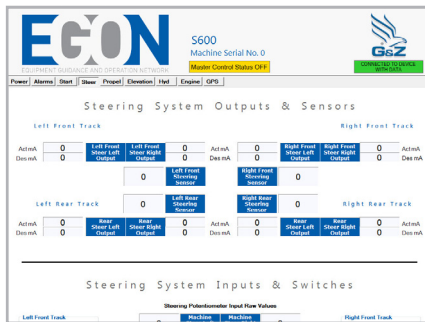 EGON
EQUIPMENT GUIDANCE AND OPERATION NETWORK
S600
Machine Serial No. 0
Master Control Status OFF
G&Z
CONNECTED TO DEVICE
WITH DATA
Power Alarms Start Steer Propel Elevation Hyd Engine GPS
Steering System Outputs & Sensors
Left Front Track Right Front Track
Act mA 0 Left Front Steer Left Output Left Front Steer Right Output 0 Act mA 0 Right Front Steer Left Output Right Front Steer Right Output 0 Act mA
Des mA 0 0 Des mA 0 0 Des mA
0 Left Front Steering Sensor Right Front Steering Sensor 0
Left Rear Track 0 Left Rear Steering Sensor Right Rear Steering Sensor 0 Right Rear Track
Act mA 0 Rear Steer Left Output Rear Steer Right Output 0 Act mA 0 Rear Steer Left Output Rear Steer Right Output 0 Act mA
Des mA 0 0 Des mA 0 0 Des mA
Steering System Inputs & Switches
Steering Potentiometer Input Raw Values
Left Front Track Machine Machine Right Front Track